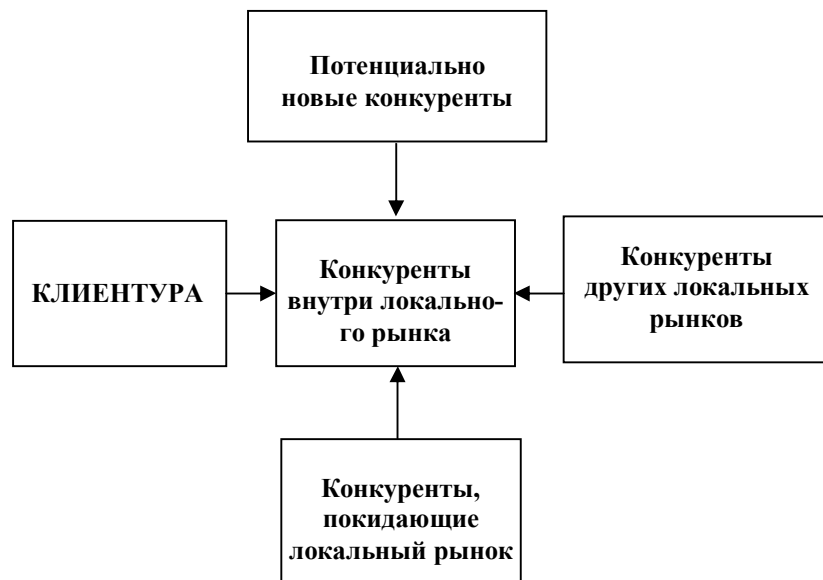 Потенциально
новые конкуренты
КЛИЕНТУРА
Конкуренты
внутри локально-
го рынка
Конкуренты
других локальных
рынков
Конкуренты,
покидающие
локальный рынок